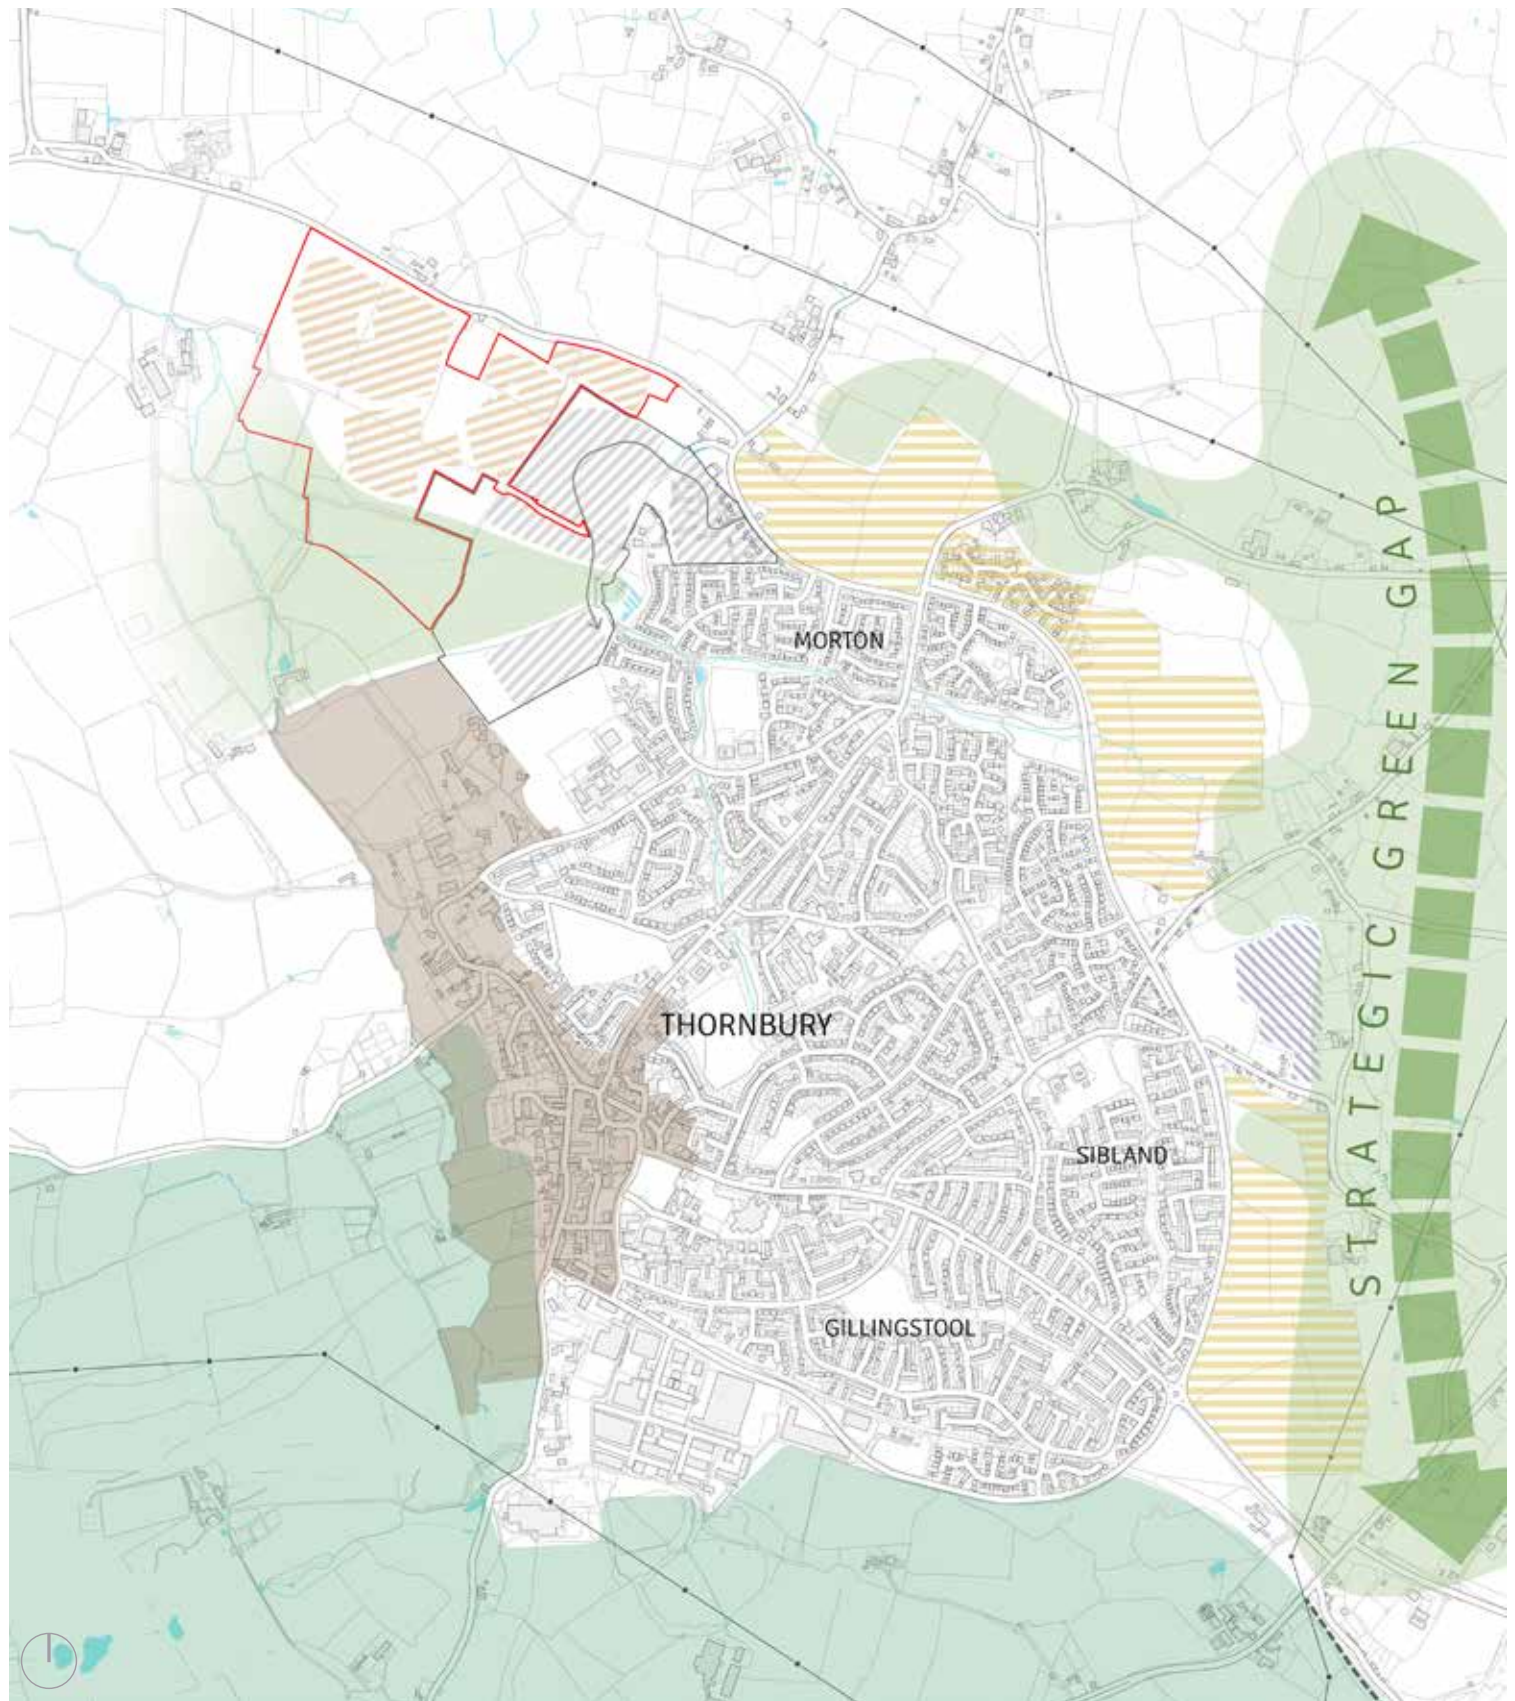 MORTON
STRATEGIC GREEN GAP
THORNBURY
SIBLAND
GILLINGSTOOL